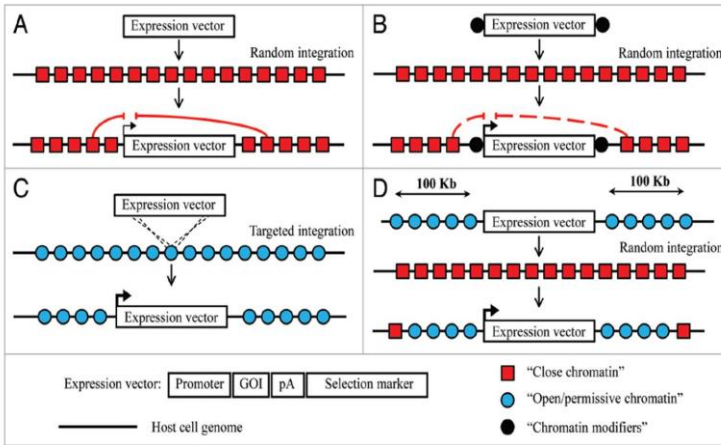 A
Expression vector
Random integration
Expression vector
B
Expression vector
Random integration
Expression vector
C
Expression vector
Targeted integration
Expression vector
D
100 Kb
100 Kb
Expression vector
Random integration
Expression vector
Expression vector: Promoter GOI pA Selection marker
Host cell genome
"Close chromatin"
"Open/permissive chromatin"
"Chromatin modifiers"